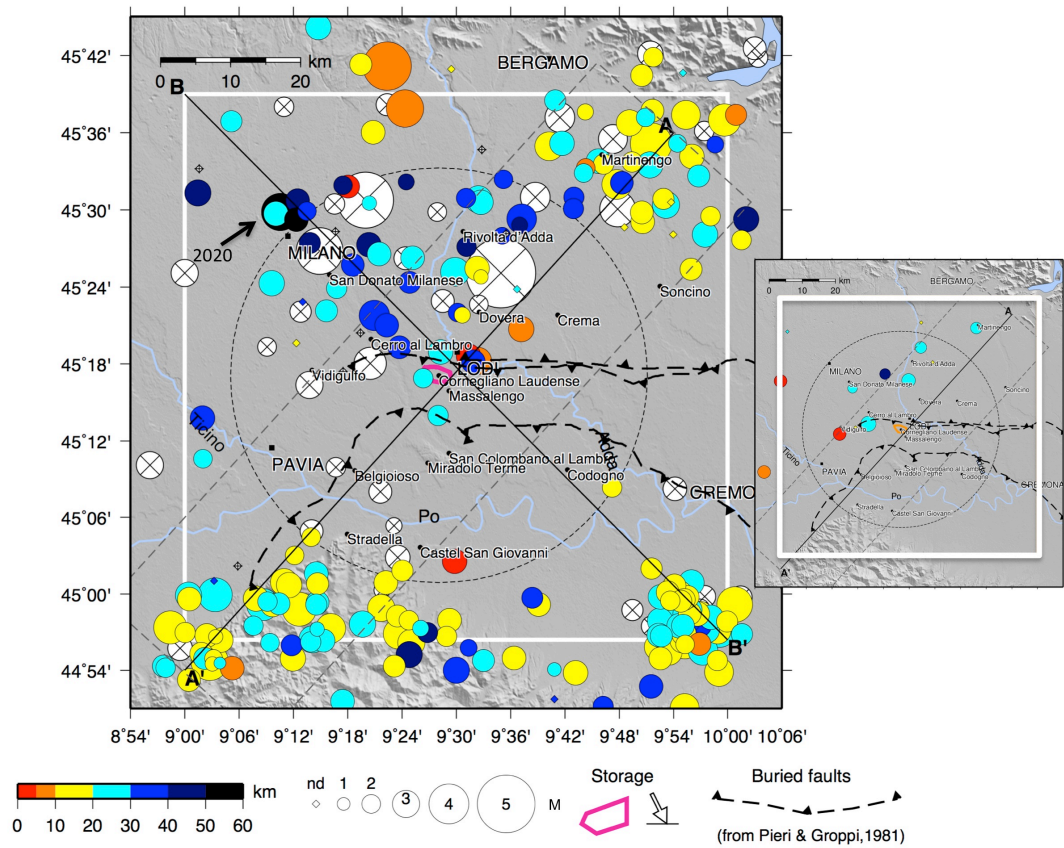 45°42'
45°36'
45°30'
45°24'
45°18'
45°12'
45°06'
45°00'
44°54'
8°54'
9°00'
9°06'
9°12'
9°18'
9°24'
9°30'
9°36'
9°42'
9°48'
9°54'
10°00'
10°06'
km
0 10 20
B
BERGAMO
A
Martinengo
2020
MILANO
Rivolta d'Adda
San Donato Milanese
Soncino
Dovera
Crema
Cerro al Lambro
Vidigulfo
LODI
Cornegliano Laudense
Massalengo
Ticino
PAVIA
Belgioioso
San Colombano al Lambro
Miradolo Terme
Codogno
Adda
CREMO
Po
Stradella
Castel San Giovanni
A'
B'
km
0 10 20
BERGAMO
A
Martinengo
MILANO
Rivolta d'Adda
San Donata Milanese
Soncino
Dovera
Crema
Cerro al Lambro
Vidigulfo
LODI
Cornegliano Laudense
Massalengo
Ticino
PAVIA
Belgioioso
San Colombano al Lambro
Miradolo Terme
Codogno
Adda
CREMONA
Po
Stradella
Castel San Giovanni
A'
km
0 10 20 30 40 50 60
nd 1 2 3 4 5 M
Storage
Buried faults
(from Pieri & Groppi,1981)